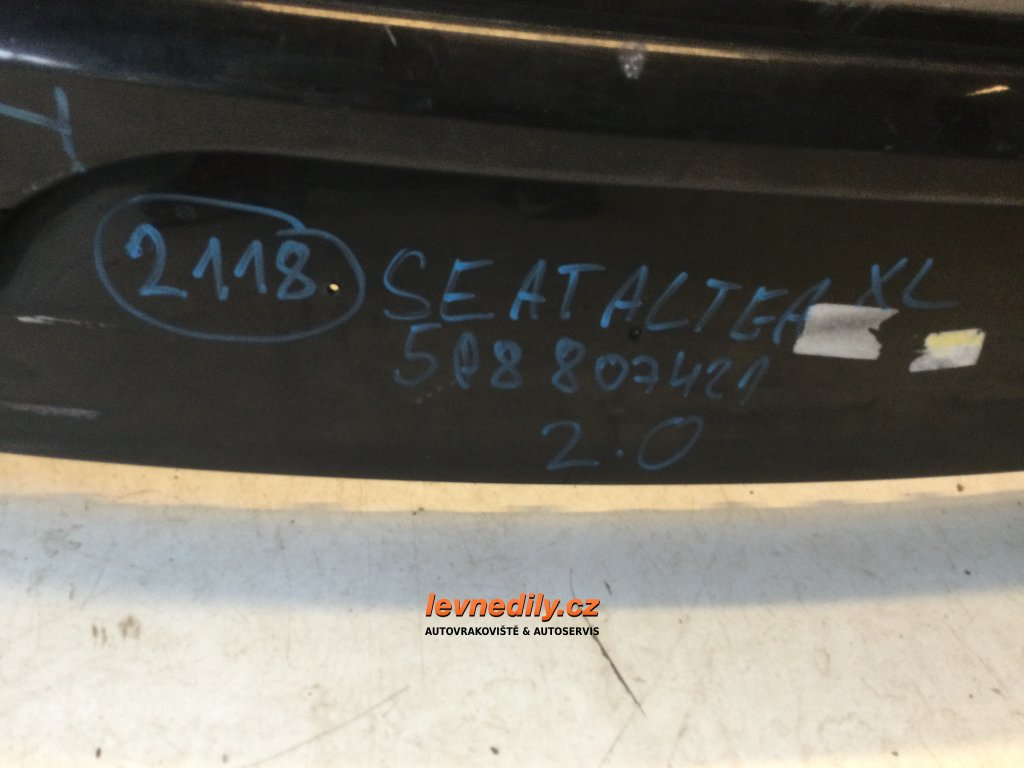 2118.
SEAT ALTEA XL
5P8 807421
2.0
levnedily.cz
AUTOVRAKOVIŠTĚ & AUTOSERVIS